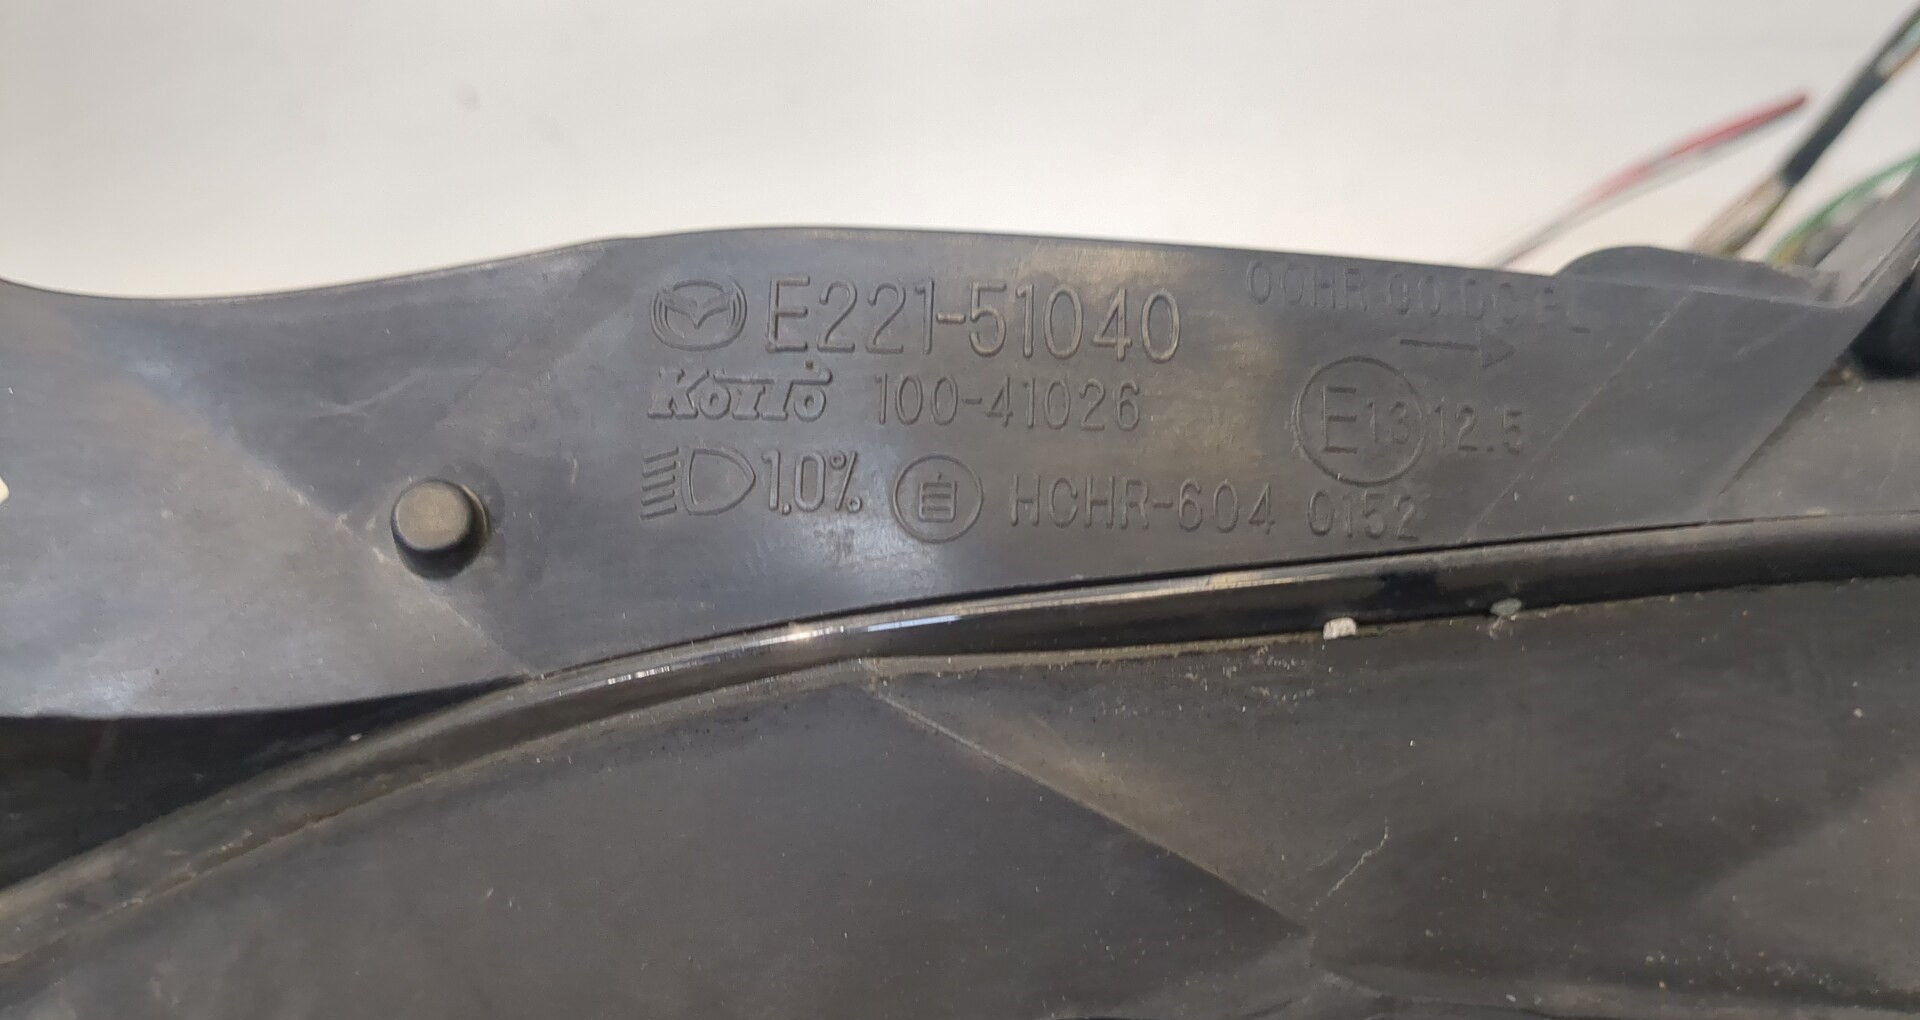 E221-51040
Koito 100-41026
1.0% HCHR-604 0152
E13 12.5